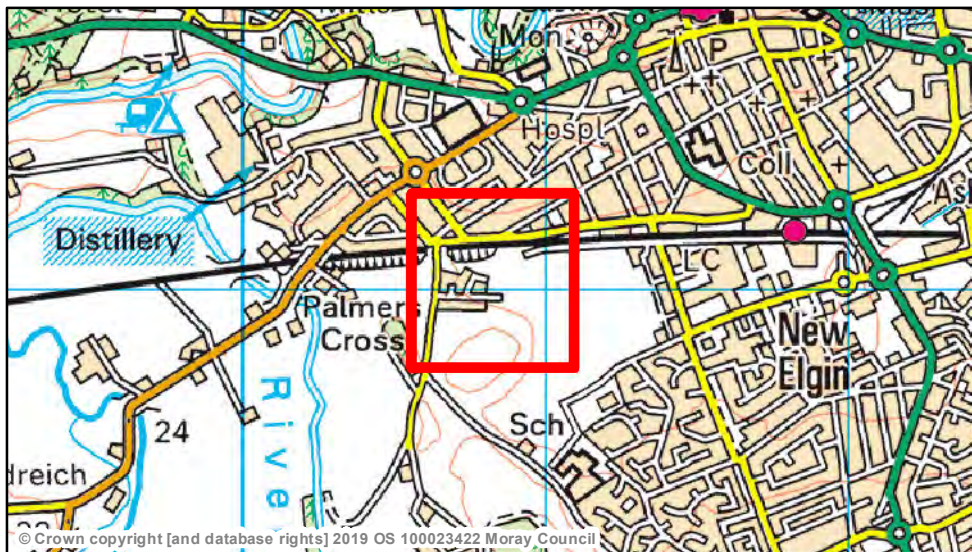 Mon
P
Hospl
Coll
Distillery
LC
Palmers
Cross
New
Elgin
Rive
24
Sch
dreich
© Crown copyright [and database rights] 2019 OS 100023422 Moray Council